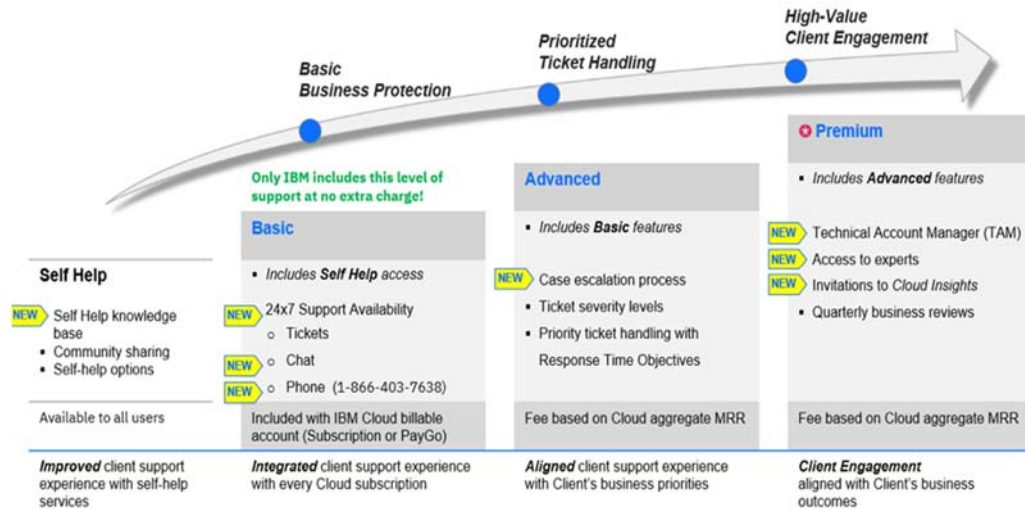 High-Value
Client Engagement
Prioritized
Ticket Handling
Basic
Business Protection
Self Help
NEW Self Help knowledge
base
▪ Community sharing
▪ Self-help options
Available to all users
Improved client support
experience with self-help
services
Only IBM includes this level of
support at no extra charge!
Basic
▪ Includes Self Help access
NEW 24x7 Support Availability
o Tickets
NEW o Chat
NEW o Phone (1-866-403-7638)
Included with IBM Cloud billable
account (Subscription or PayGo)
Integrated client support experience
with every Cloud subscription
Advanced
▪ Includes Basic features
NEW Case escalation process
▪ Ticket severity levels
▪ Priority ticket handling with
Response Time Objectives
Fee based on Cloud aggregate MRR
Aligned client support experience
with Client's business priorities
Premium
▪ Includes Advanced features
NEW Technical Account Manager (TAM)
NEW Access to experts
NEW Invitations to Cloud Insights
▪ Quarterly business reviews
Fee based on Cloud aggregate MRR
Client Engagement
aligned with Client's business
outcomes